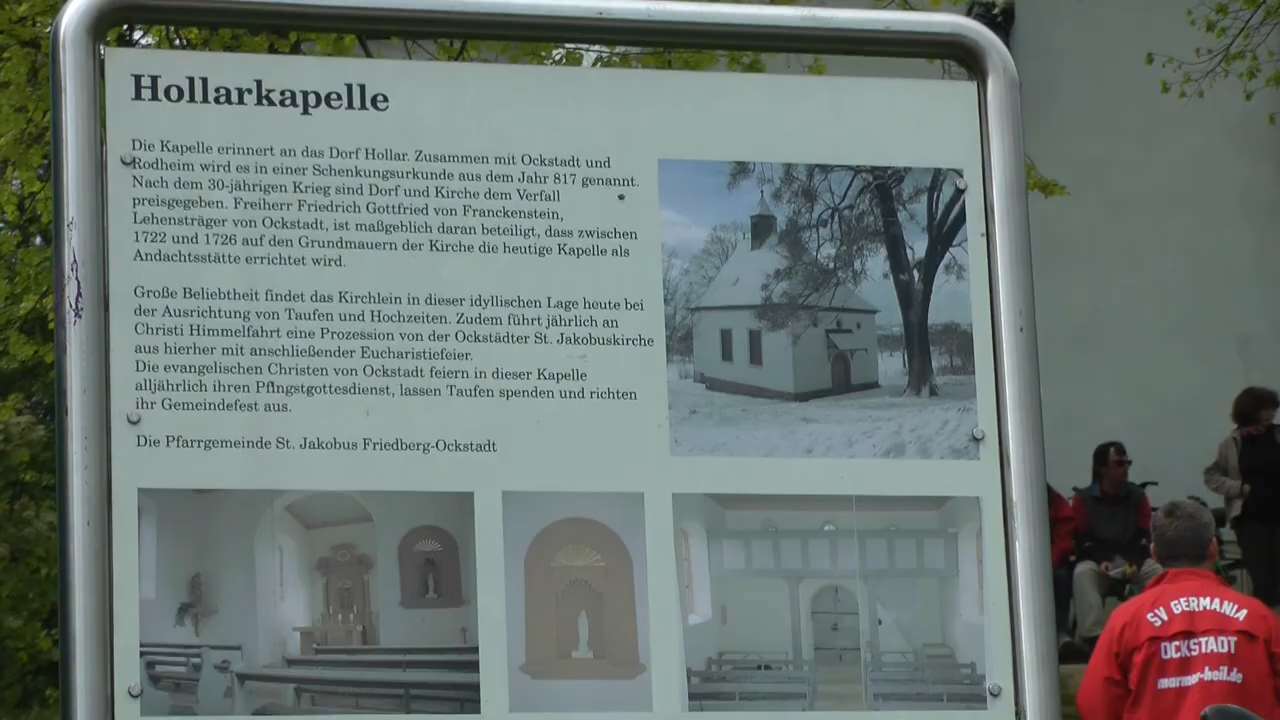 Hollarkapelle
Die Kapelle erinnert an das Dorf Hollar. Zusammen mit Ockstadt und
Rodheim wird es in einer Schenkungsurkunde aus dem Jahr 817 genannt.
Nach dem 30-jährigen Krieg sind Dorf und Kirche dem Verfall
preisgegeben. Freiherr Friedrich Gottfried von Franckenstein,
Lehensträger von Ockstadt, ist maßgeblich daran beteiligt, dass zwischen
1722 und 1726 auf den Grundmauern der Kirche die heutige Kapelle als
Andachtsstätte errichtet wird.
Große Beliebtheit findet das Kirchlein in dieser idyllischen Lage heute bei
der Ausrichtung von Taufen und Hochzeiten. Zudem führt jährlich an
Christi Himmelfahrt eine Prozession von der Ockstädter St. Jakobuskirche
aus hierher mit anschließender Eucharistiefeier.
Die evangelischen Christen von Ockstadt feiern in dieser Kapelle
alljährlich ihren Pfingstgottesdienst, lassen Taufen spenden und richten
ihr Gemeindefest aus.
Die Pfarrgemeinde St. Jakobus Friedberg-Ockstadt
SV GERMANIA
OCKSTADT
marmor-heil.de